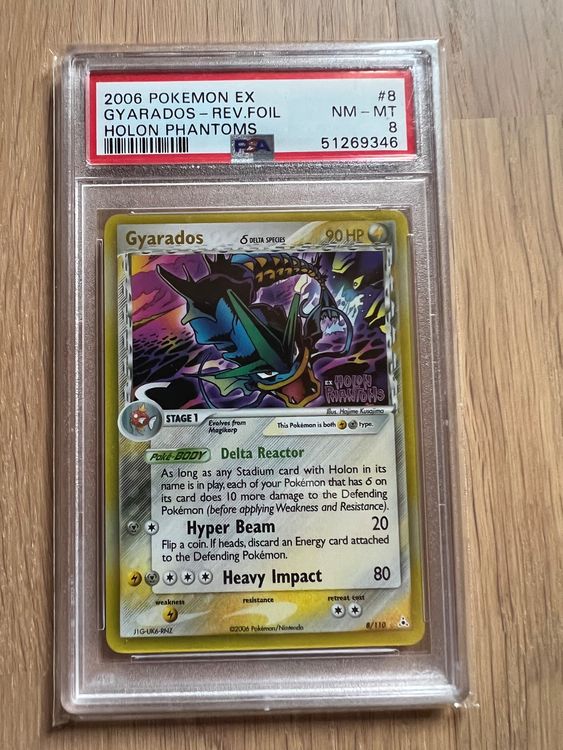 2006 POKEMON EX #8
GYARADOS - REV.FOIL NM - MT
HOLON PHANTOMS 8
PSA 51269346
Gyarados δ DELTA SPECIES 90 HP
EX HOLON PHANTOMS
Illus. Hajime Kusajima
STAGE 1 Evolves from Magikarp This Pokémon is both type.
Poké-BODY Delta Reactor
As long as any Stadium card with Holon in its
name is in play, each of your Pokémon that has δ on
its card does 10 more damage to the Defending
Pokémon (before applying Weakness and Resistance).
Hyper Beam 20
Flip a coin. If heads, discard an Energy card attached
to the Defending Pokémon.
Heavy Impact 80
weakness resistance retreat cost
J1G-UK6-RNZ ©2006 Pokémon/Nintendo 8/110